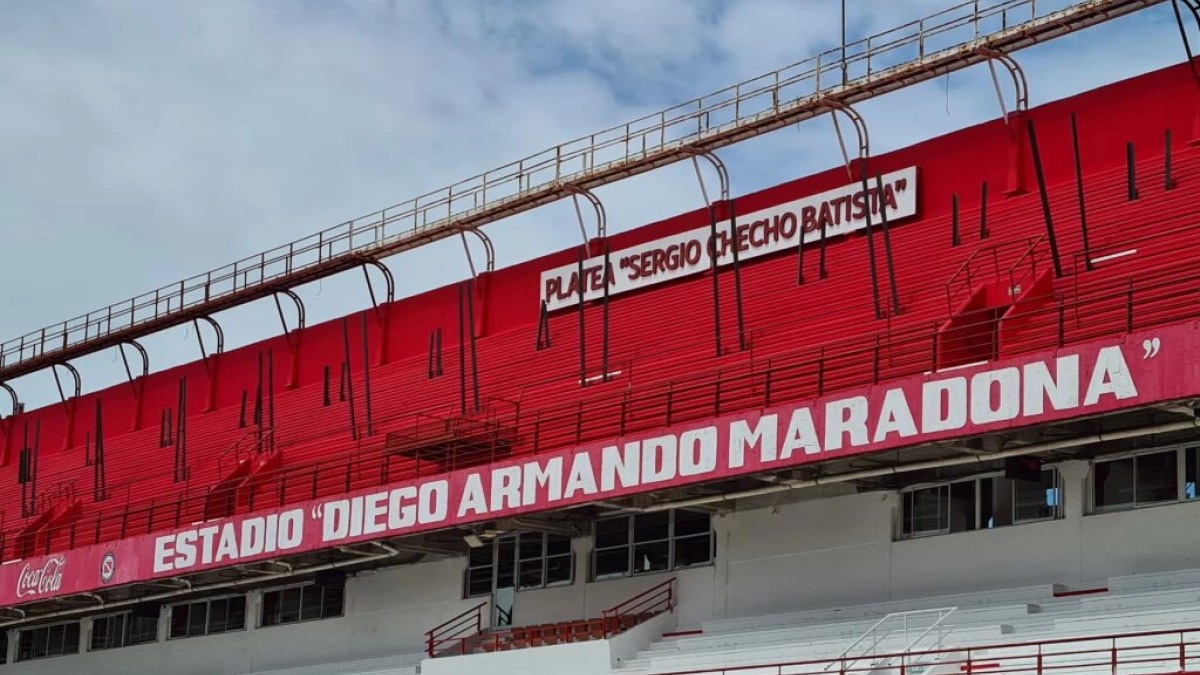 PLATEA "SERGIO CHECHO BATISTA"
ESTADIO "DIEGO ARMANDO MARADONA"
Coca-Cola